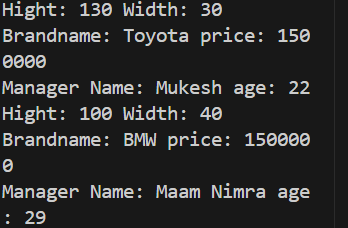 Hight: 130 Width: 30
Brandname: Toyota price: 150
0000
Manager Name: Mukesh age: 22
Hight: 100 Width: 40
Brandname: BMW price: 150000
0
Manager Name: Maam Nimra age
: 29